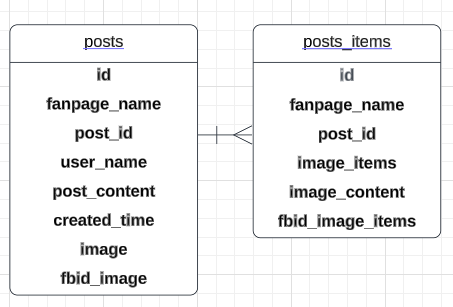 posts
id
fanpage_name
post_id
user_name
post_content
created_time
image
fbid_image
posts_items
id
fanpage_name
post_id
image_items
image_content
fbid_image_items